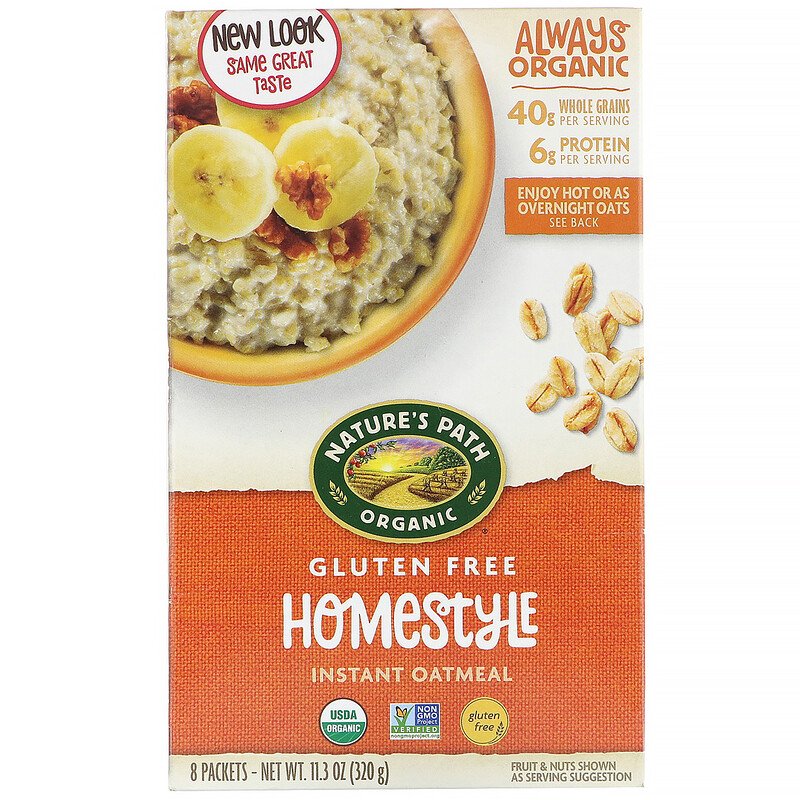 NEW LOOK
SAME GREAT
TASTE
ALWAYS
ORGANIC
40g WHOLE GRAINS
PER SERVING
6g PROTEIN
PER SERVING
ENJOY HOT OR AS
OVERNIGHT OATS
SEE BACK
NATURE'S PATH
ORGANIC
GLUTEN FREE
HOMESTYLE
INSTANT OATMEAL
USDA
ORGANIC
NON
GMO
Project
VERIFIED
nongmoproject.org
gluten
free
8 PACKETS - NET WT. 11.3 OZ (320 g)
FRUIT & NUTS SHOWN
AS SERVING SUGGESTION